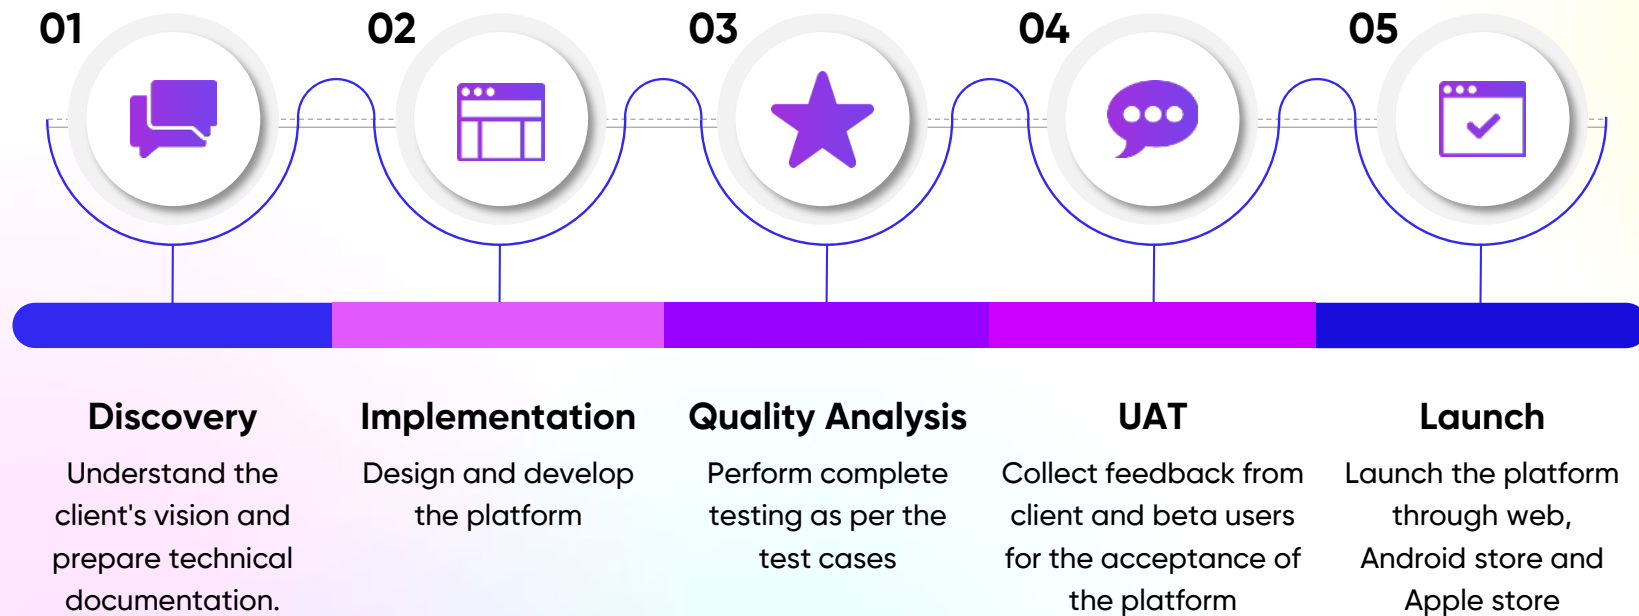 01
02
03
04
05
Discovery
Understand the
client's vision and
prepare technical
documentation.
Implementation
Design and develop
the platform
Quality Analysis
Perform complete
testing as per the
test cases
UAT
Collect feedback from
client and beta users
for the acceptance of
the platform
Launch
Launch the platform
through web,
Android store and
Apple store